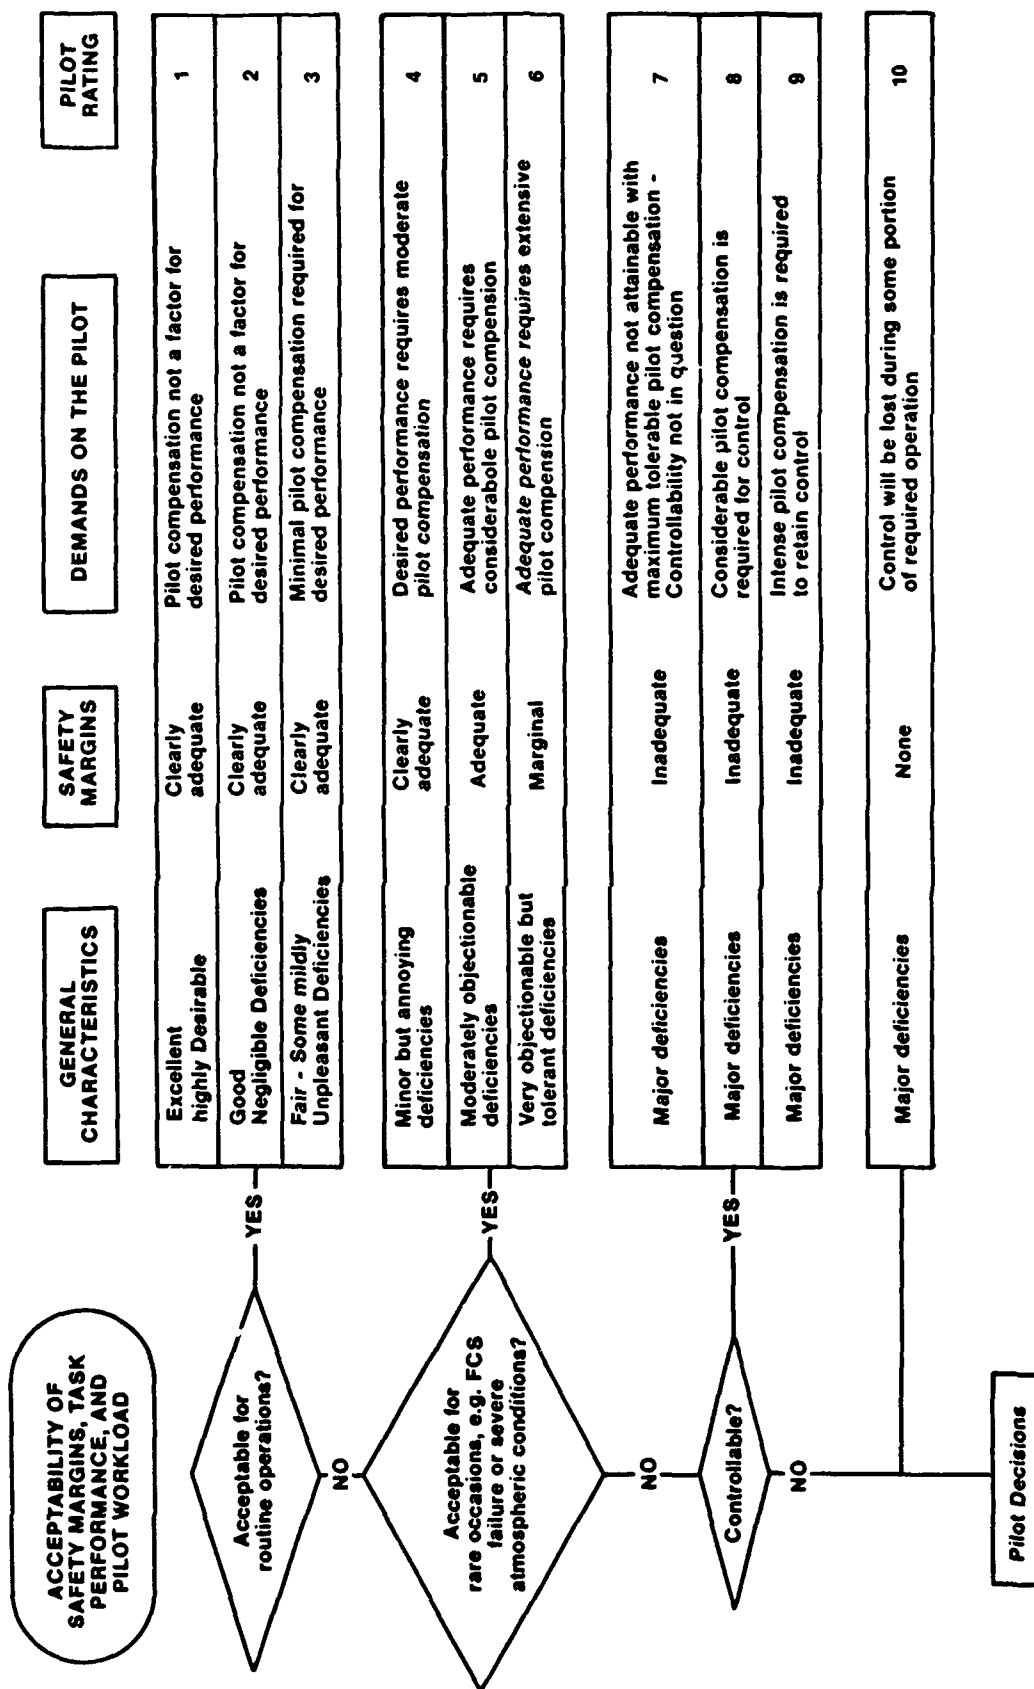 ACCEPTABILITY OF
SAFETY MARGINS, TASK
PERFORMANCE, AND
PILOT WORKLOAD
GENERAL
CHARACTERISTICS
SAFETY
MARGINS
DEMANDS ON THE PILOT
PILOT
RATING
Acceptable for
routine operations?
YES
Excellent
highly Desirable
Clearly
adequate
Pilot compensation not a factor for
desired performance
1
Good
Negligible Deficiencies
Clearly
adequate
Pilot compensation not a factor for
desired performance
2
Fair - Some mildly
Unpleasant Deficiencies
Clearly
adequate
Minimal pilot compensation required for
desired performance
3
NO
Acceptable for
rare occasions, e.g. FCS
failure or severe
atmospheric conditions?
YES
Minor but annoying
deficiencies
Clearly
adequate
Desired performance requires moderate
pilot compensation
4
Moderately objectionable
deficiencies
Adequate
Adequate performance requires
considerabole pilot compension
5
Very objectionable but
tolerant deficiencies
Marginal
Adequate performance requires extensive
pilot compension
6
NO
Controllable?
YES
Major deficiencies
Inadequate
Adequate performance not attainable with
maximum tolerable pilot compensation -
Controllability not in question
7
Major deficiencies
Inadequate
Considerable pilot compensation is
required for control
8
Major deficiencies
Inadequate
Intense pilot compensation is required
to retain control
9
NO
Major deficiencies
None
Control will be lost during some portion
of required operation
10
Pilot Decisions